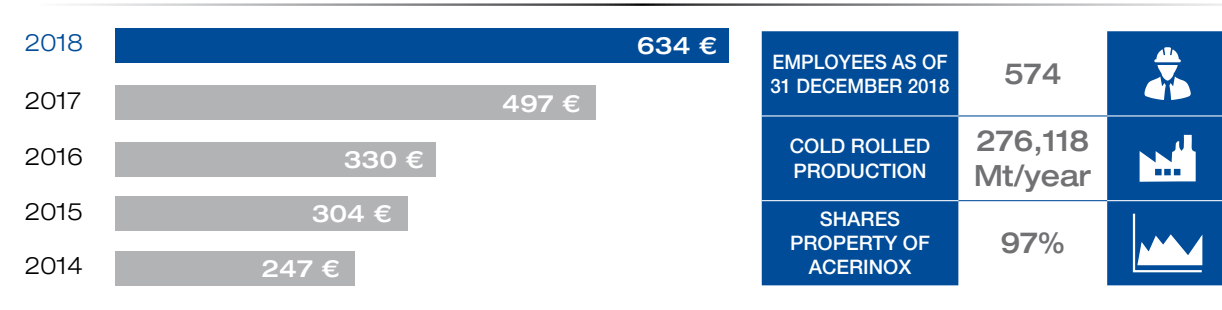 2018
634 €
2017
497 €
2016
330 €
2015
304 €
2014
247 €
EMPLOYEES AS OF
31 DECEMBER 2018
574
COLD ROLLED
PRODUCTION
276,118
Mt/year
SHARES
PROPERTY OF
ACERINOX
97%